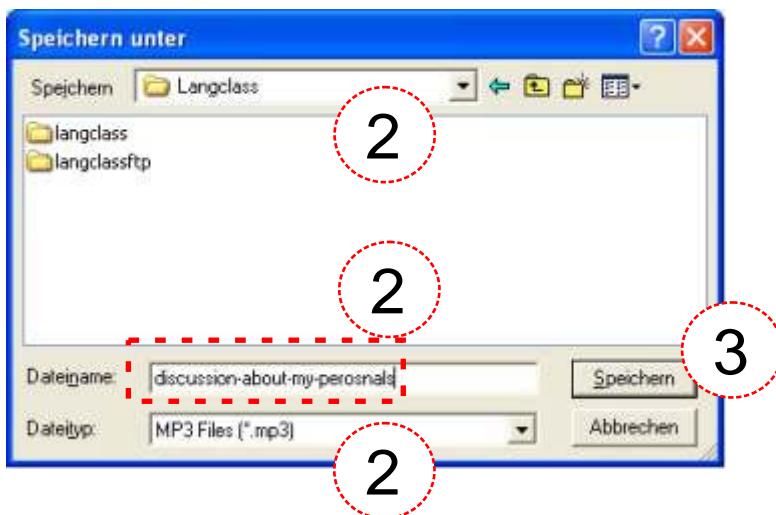 Speichern unter
Speichern Langclass
2
langclass
langclassftp
2
3
Dateiname: discussion-about-my-perosnals Speichern
Dateityp: MP3 Files (*.mp3) Abbrechen
2